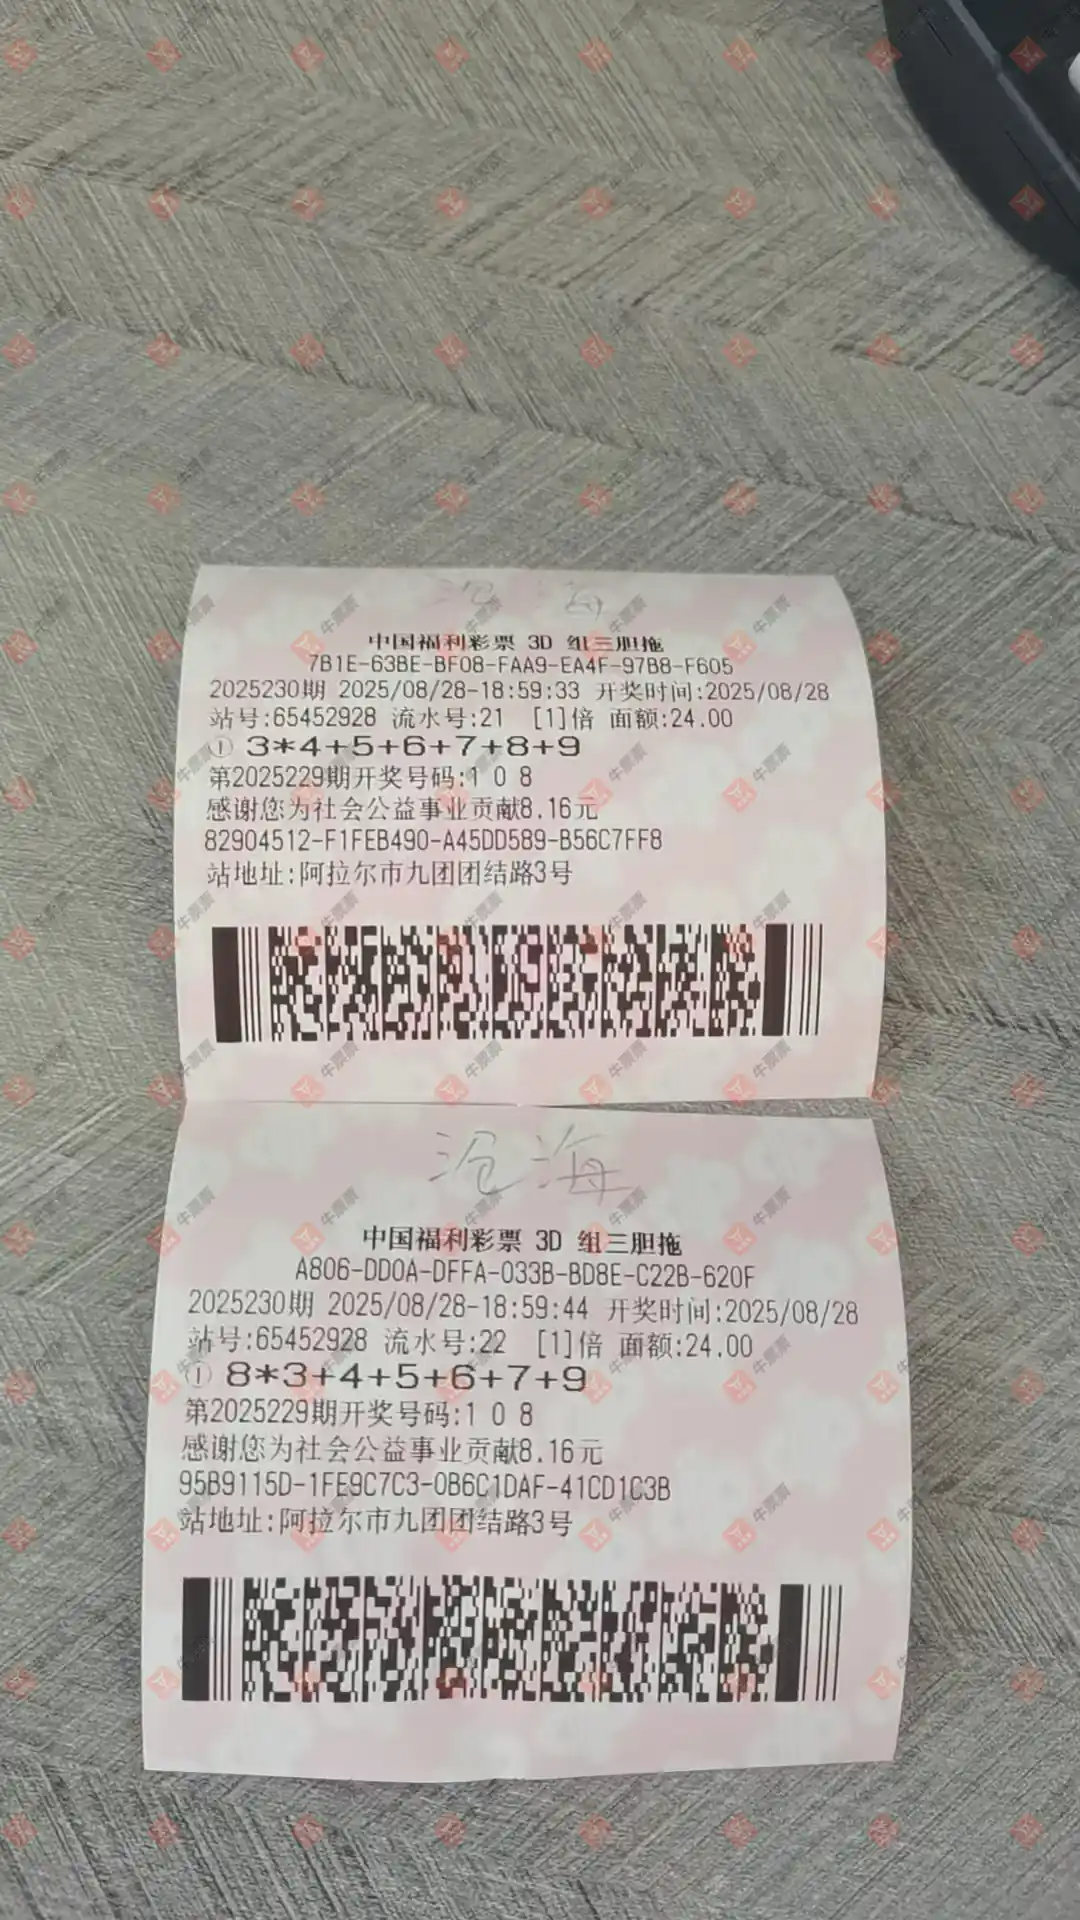 沧海
中国福利彩票 3D 组三胆拖
7B1E-63BE-BF08-FAA9-EA4F-97B8-F605
2025230期 2025/08/28-18:59:33 开奖时间:2025/08/28
站号:65452928 流水号:21 [1]倍 面额:24.00
① 3*4+5+6+7+8+9
第2025229期开奖号码:1 0 8
感谢您为社会公益事业贡献8.16元
82904512-F1FEB490-A45DD589-B56C7FF8
站地址:阿拉尔市九团团结路3号
沧海
中国福利彩票 3D 组三胆拖
A806-DD0A-DFFA-033B-BD8E-C22B-620F
2025230期 2025/08/28-18:59:44 开奖时间:2025/08/28
站号:65452928 流水号:22 [1]倍 面额:24.00
① 8*3+4+5+6+7+9
第2025229期开奖号码:1 0 8
感谢您为社会公益事业贡献8.16元
95B9115D-1FE9C7C3-0B6C1DAF-41CD1C3B
站地址:阿拉尔市九团团结路3号
牛票票